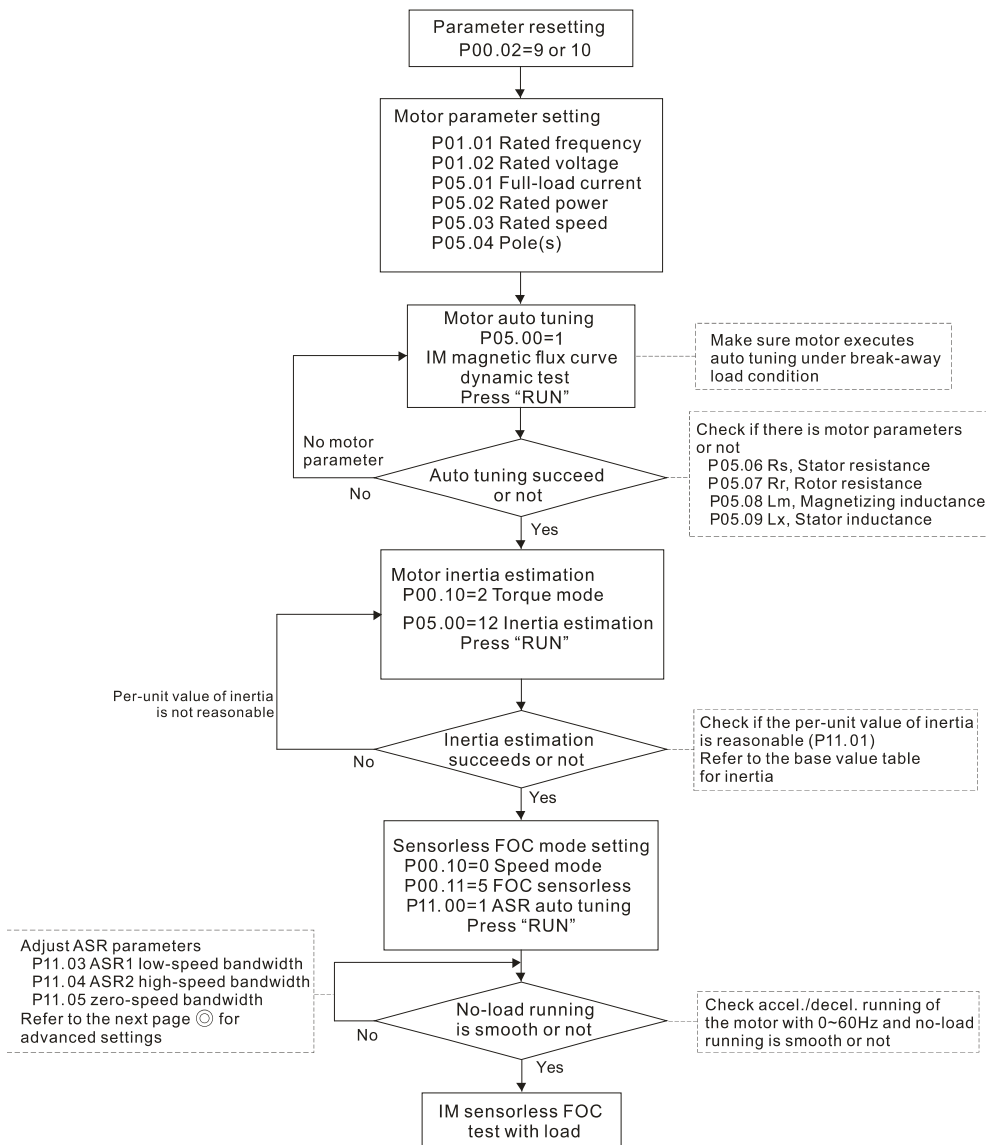 Parameter resetting
P00.02=9 or 10
Motor parameter setting
P01.01 Rated frequency
P01.02 Rated voltage
P05.01 Full-load current
P05.02 Rated power
P05.03 Rated speed
P05.04 Pole(s)
Motor auto tuning
P05.00=1
IM magnetic flux curve
dynamic test
Press “RUN”
Make sure motor executes
auto tuning under break-away
load condition
No motor
parameter
No
Auto tuning succeed
or not
Yes
Check if there is motor parameters
or not
P05.06 Rs, Stator resistance
P05.07 Rr, Rotor resistance
P05.08 Lm, Magnetizing inductance
P05.09 Lx, Stator inductance
Motor inertia estimation
P00.10=2 Torque mode
P05.00=12 Inertia estimation
Press “RUN”
Per-unit value of inertia
is not reasonable
No
Inertia estimation
succeeds or not
Yes
Check if the per-unit value of inertia
is reasonable (P11.01)
Refer to the base value table
for inertia
Sensorless FOC mode setting
P00.10=0 Speed mode
P00.11=5 FOC sensorless
P11.00=1 ASR auto tuning
Press “RUN”
Adjust ASR parameters
P11.03 ASR1 low-speed bandwidth
P11.04 ASR2 high-speed bandwidth
P11.05 zero-speed bandwidth
Refer to the next page ◎ for
advanced settings
No
No-load running
is smooth or not
Yes
Check accel./decel. running of
the motor with 0~60Hz and no-load
running is smooth or not
IM sensorless FOC
test with load